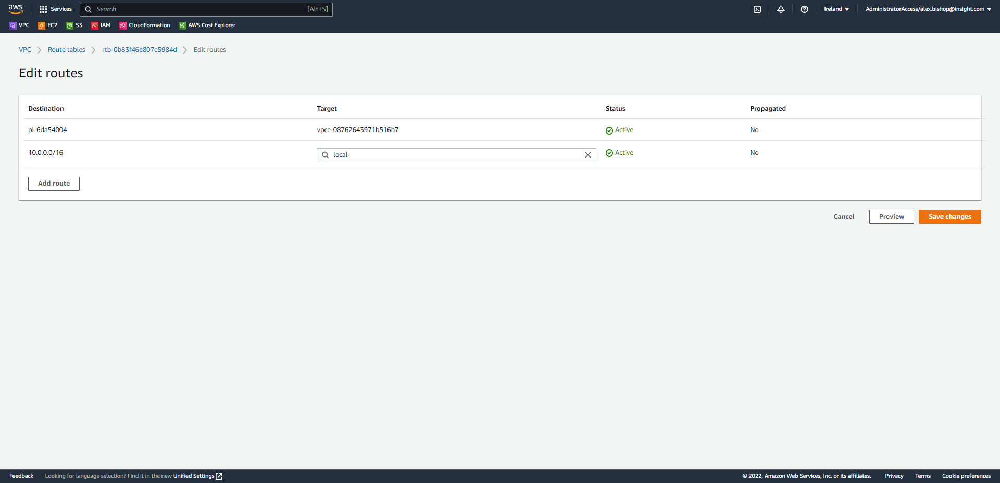 aws Services Search [Alt+S] Ireland AdministratorAccess/alex.bishop@insight.com
VPC EC2 S3 IAM CloudFormation AWS Cost Explorer
VPC Route tables rtb-0b83f46e807e5984d Edit routes
Edit routes
Destination Target Status Propagated
pl-6da54004 vpce-08762643971b516b7 Active No
10.0.0.0/16 local Active No
Add route
Cancel Preview Save changes
Feedback Looking for language selection? Find it in the new Unified Settings © 2022, Amazon Web Services, Inc. or its affiliates. Privacy Terms Cookie preferences